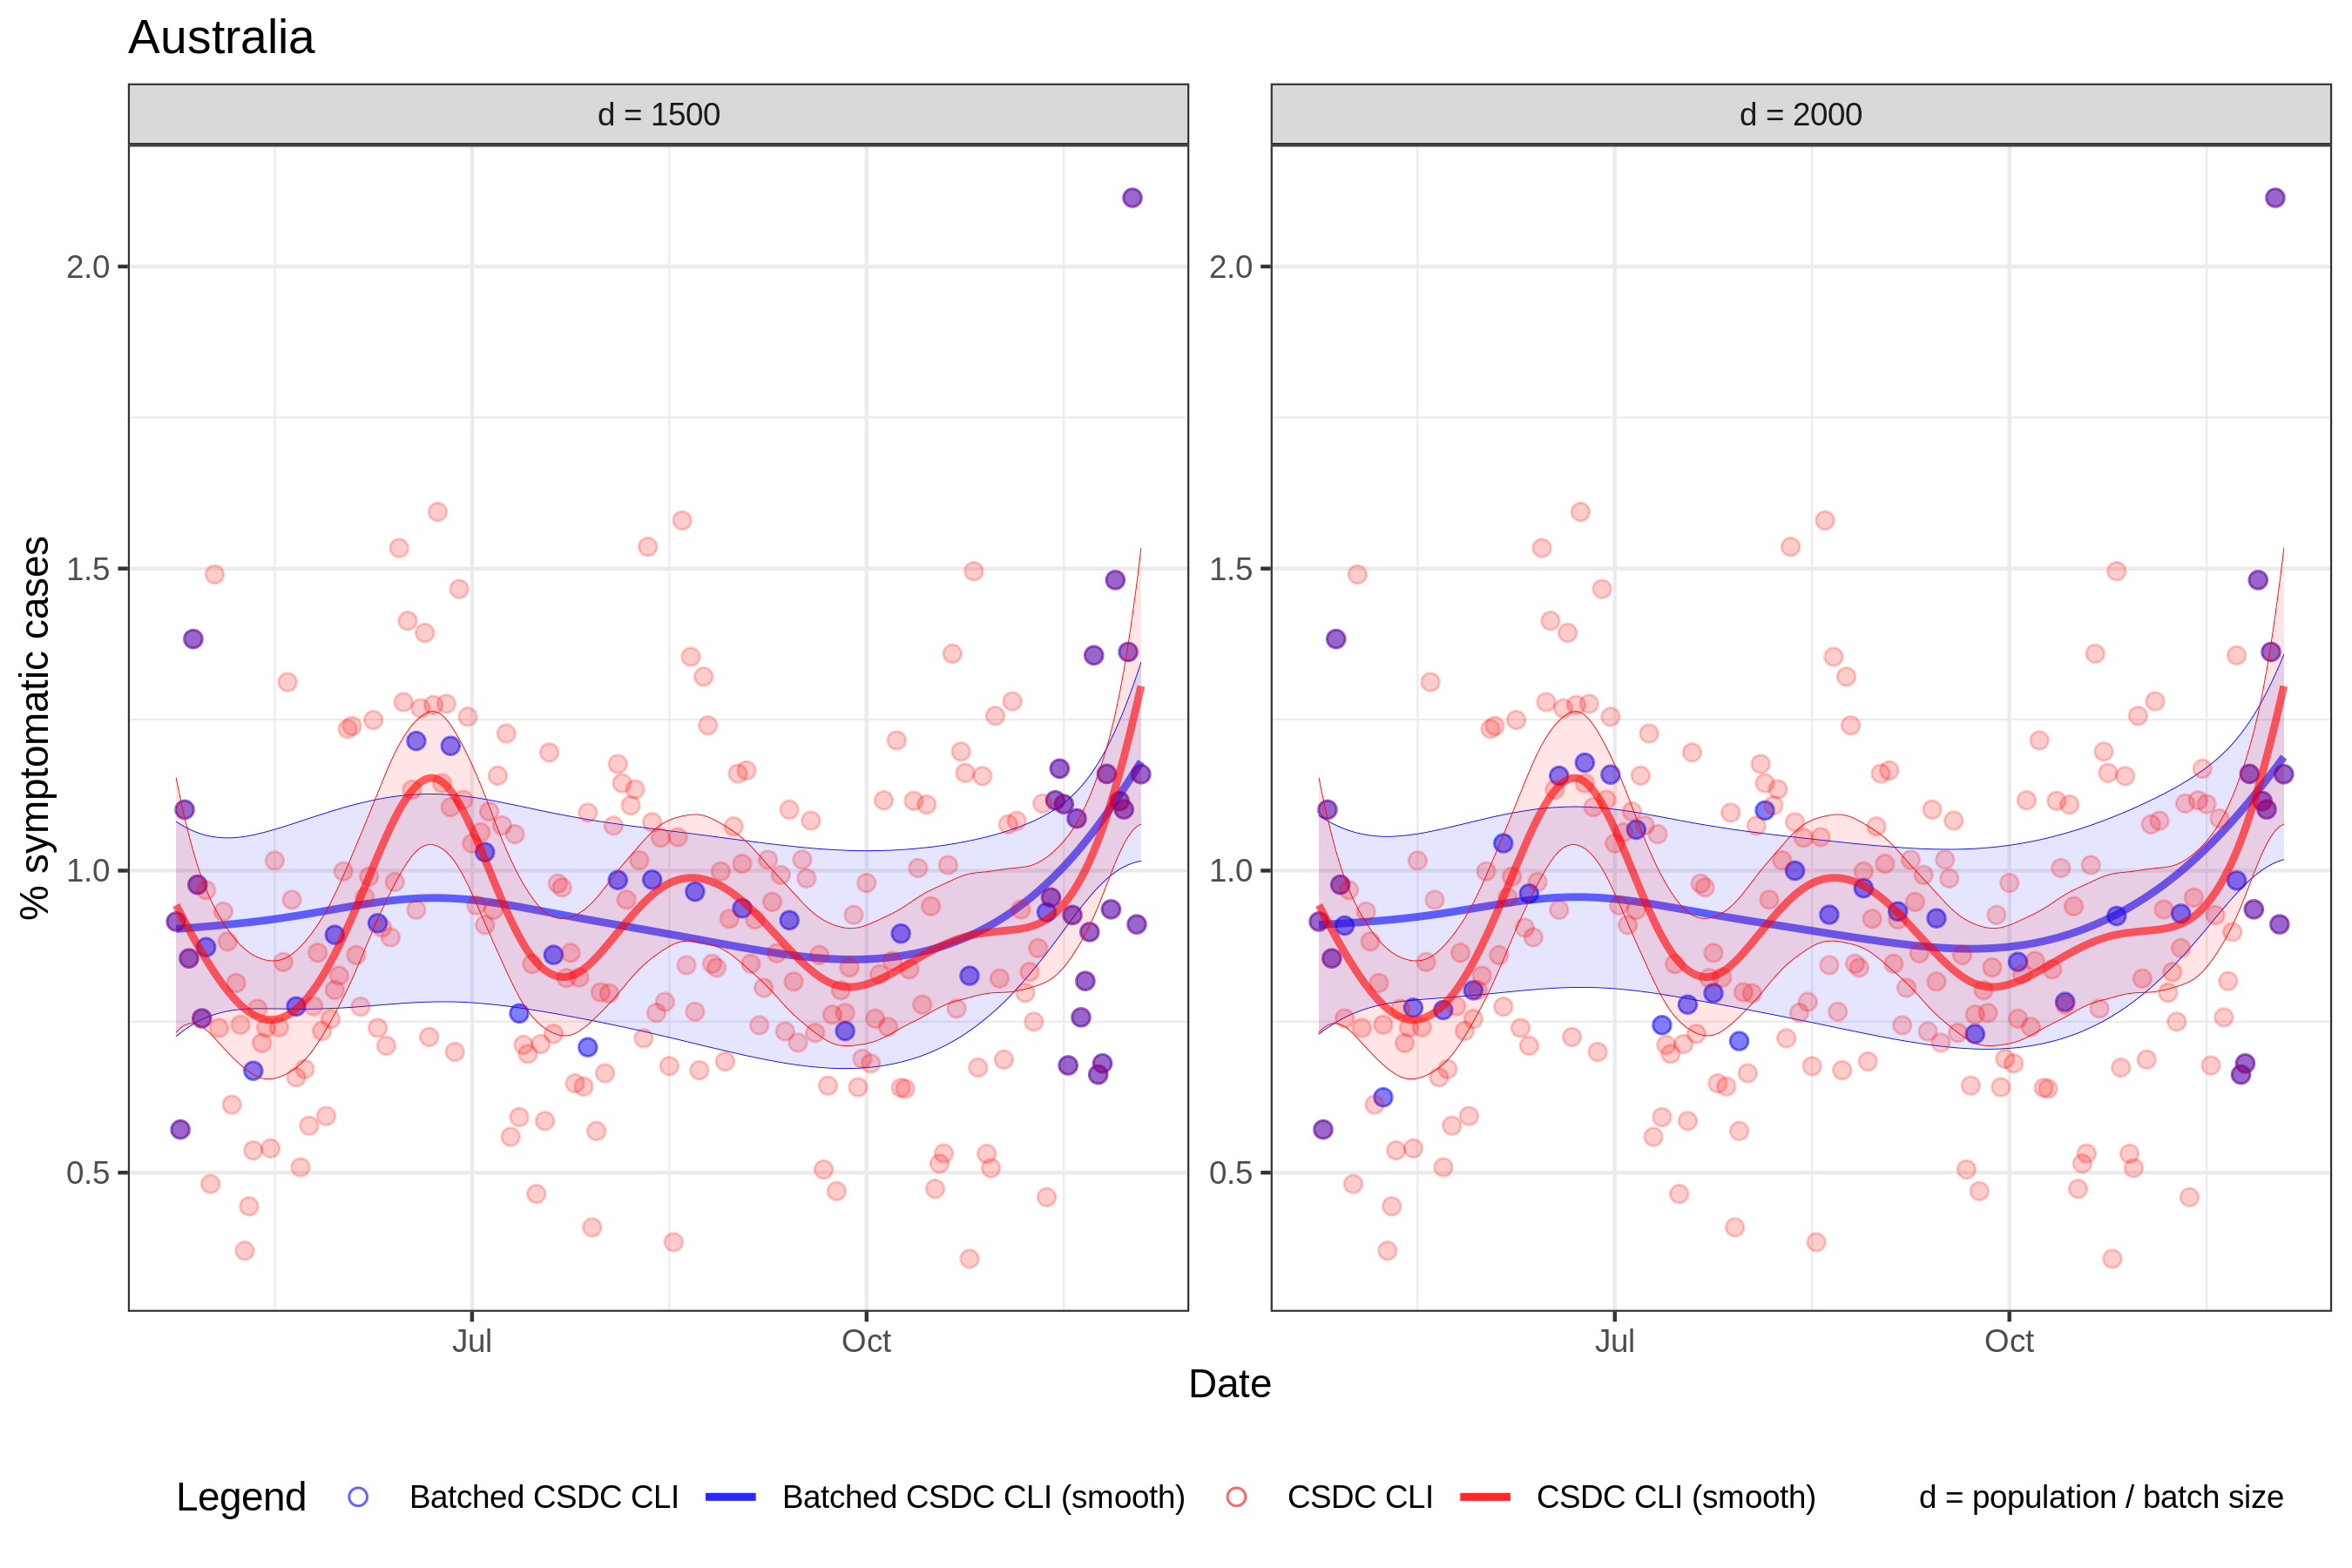 Australia
d = 1500
d = 2000
% symptomatic cases
2.0
1.5
1.0
0.5
2.0
1.5
1.0
0.5
Jul
Oct
Jul
Oct
Date
Legend
Batched CSDC CLI
Batched CSDC CLI (smooth)
CSDC CLI
CSDC CLI (smooth)
d = population / batch size